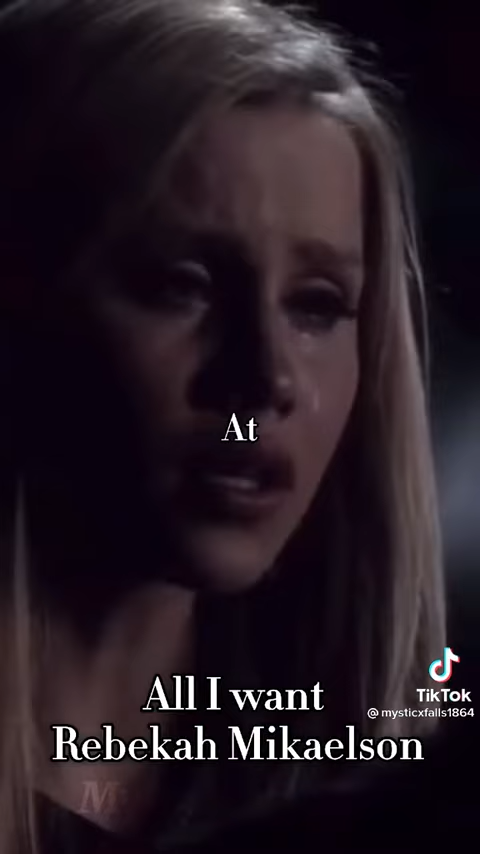 At
TikTok
@mysticxfalls1864
All I want
Rebekah Mikaelson